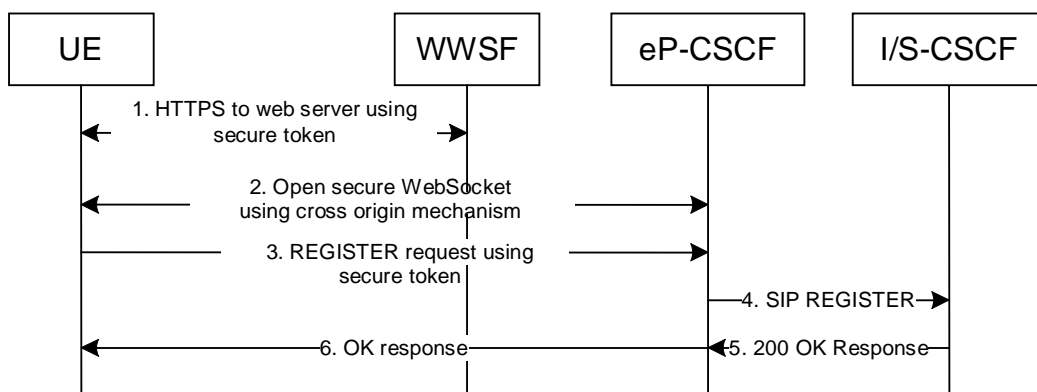 UE
WWSF
eP-CSCF
I/S-CSCF
1. HTTPS to web server using
secure token
2. Open secure WebSocket
using cross origin mechanism
3. REGISTER request using
secure token
4. SIP REGISTER
6. OK response
5. 200 OK Response